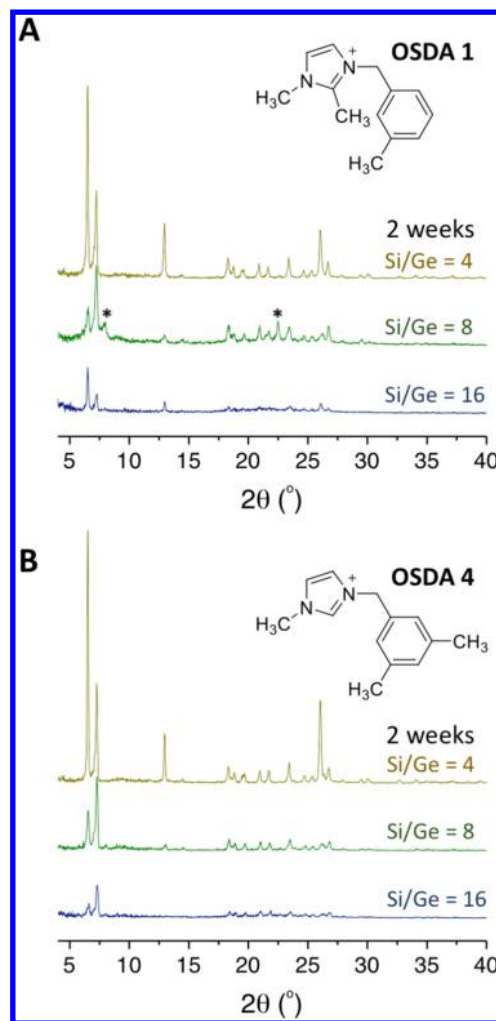 A
OSDA 1
+
N
N
H₃C
CH₃
H₃C
2 weeks
Si/Ge = 4
* *
Si/Ge = 8
Si/Ge = 16
5 10 15 20 25 30 35 40
2θ (°)
B
OSDA 4
+
N
N
H₃C
CH₃
H₃C
2 weeks
Si/Ge = 4
Si/Ge = 8
Si/Ge = 16
5 10 15 20 25 30 35 40
2θ (°)